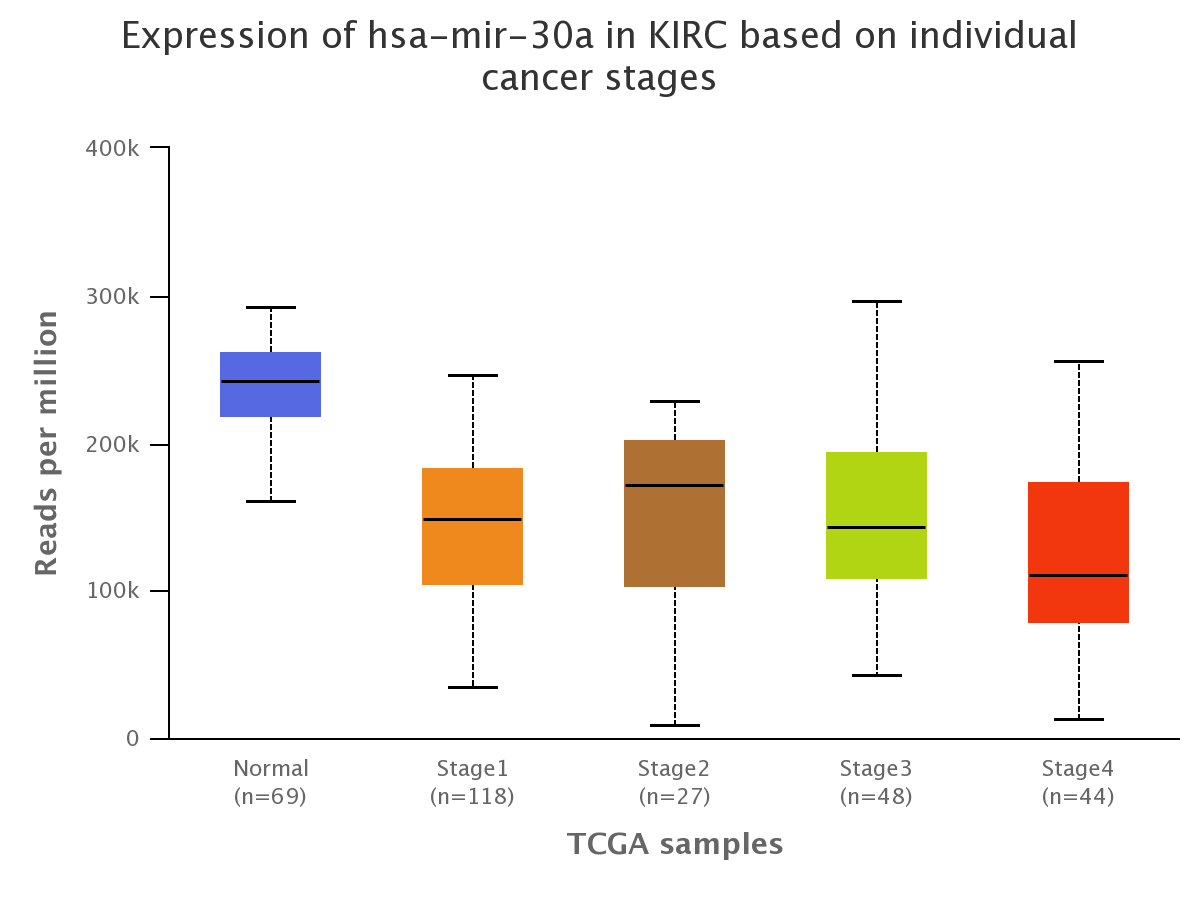 Expression of hsa−mir−30a in KIRC based on individual
cancer stages
400k
300k
200k
100k
0
Reads per million
Normal
(n=69)
Stage1
(n=118)
Stage2
(n=27)
Stage3
(n=48)
Stage4
(n=44)
TCGA samples